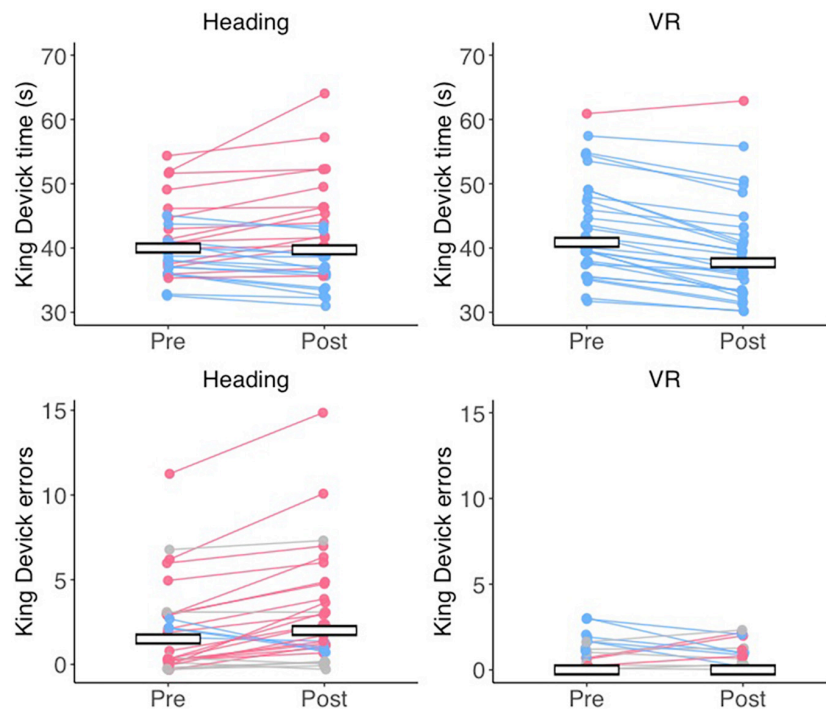 Heading
King Devick time (s)
70
60
50
40
30
Pre Post
VR
King Devick time (s)
70
60
50
40
30
Pre Post
Heading
King Devick errors
15
10
5
0
Pre Post
VR
King Devick errors
15
10
5
0
Pre Post